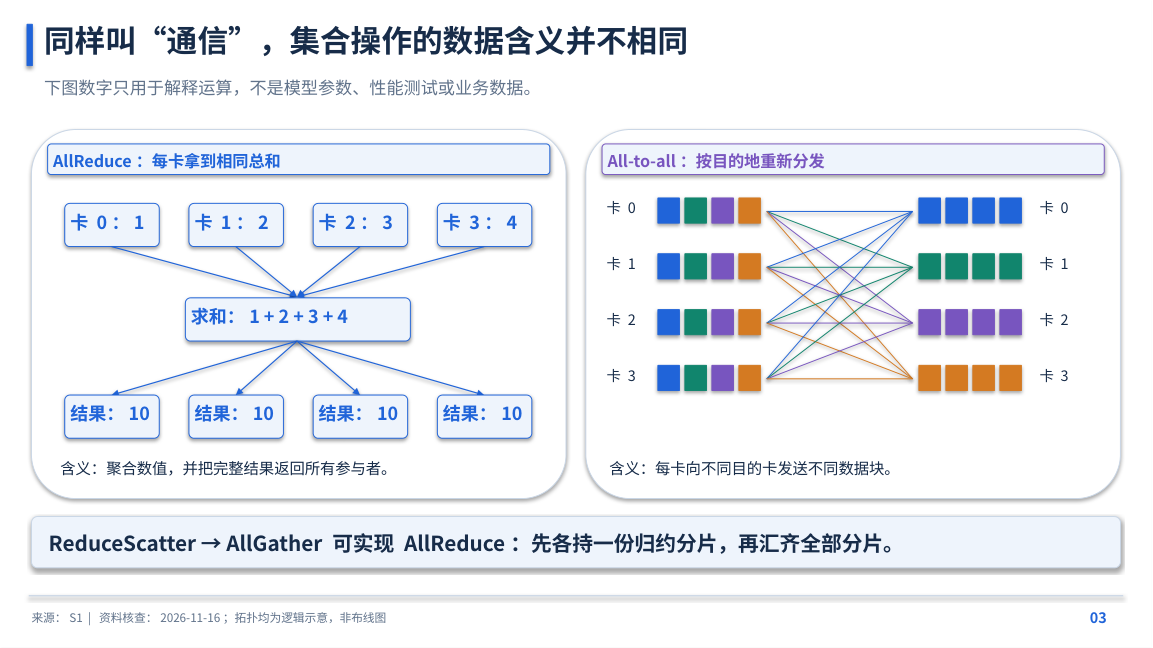 同样叫“通信”，集合操作的数据含义并不相同
下图数字只用于解释运算，不是模型参数、性能测试或业务数据。
AllReduce：每卡拿到相同总和
卡 0：1
卡 1：2
卡 2：3
卡 3：4
求和：1 + 2 + 3 + 4
结果：10
结果：10
结果：10
结果：10
含义：聚合数值，并把完整结果返回所有参与者。
All-to-all：按目的地重新分发
卡 0
卡 0
卡 1
卡 1
卡 2
卡 2
卡 3
卡 3
含义：每卡向不同目的卡发送不同数据块。
ReduceScatter → AllGather 可实现 AllReduce：先各持一份归约分片，再汇齐全部分片。
来源：S1｜资料核查：2026-11-16；拓扑均为逻辑示意，非布线图
03